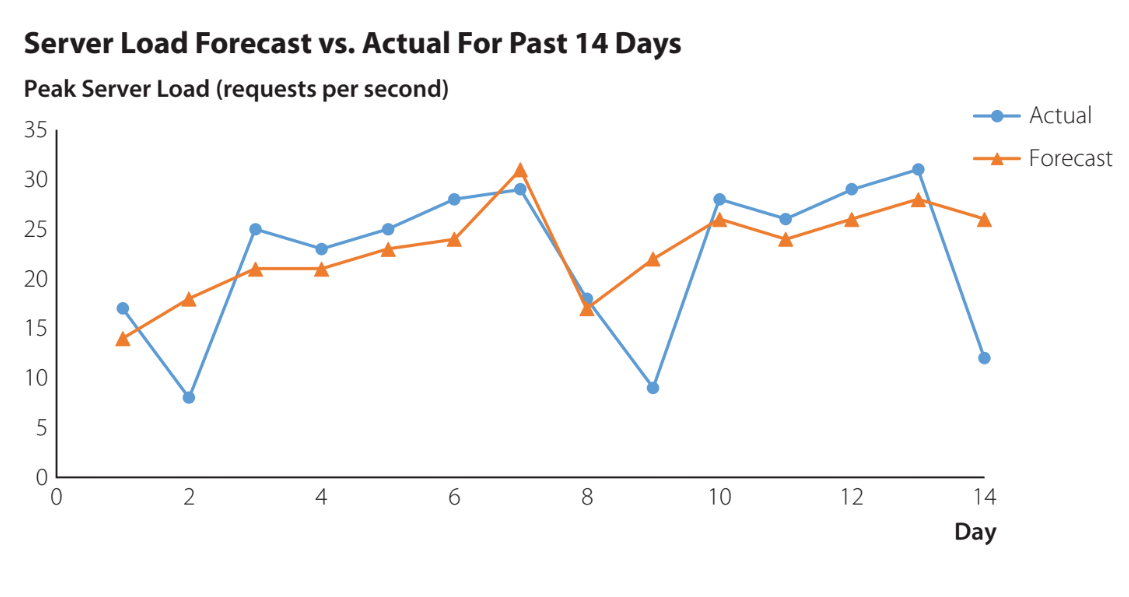 Server Load Forecast vs. Actual For Past 14 Days
Peak Server Load (requests per second)
Actual
Forecast
35
30
25
20
15
10
5
0
0 2 4 6 8 10 12 14
Day